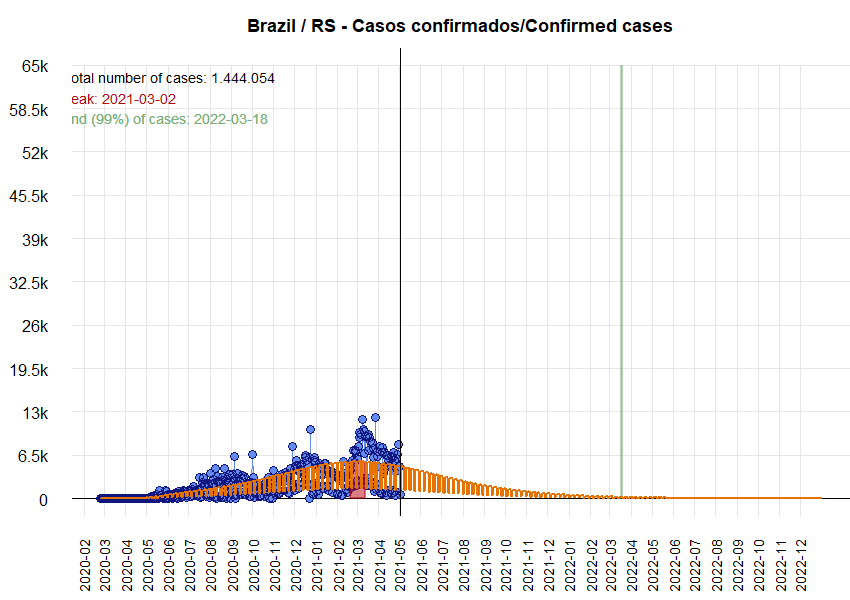 Brazil / RS - Casos confirmados/Confirmed cases
65k
otal number of cases: 1.444.054
eak: 2021-03-02
58.5k
nd (99%) of cases: 2022-03-18
52k
45.5k
39k
32.5k
26k
19.5k
13k
6.5k
0
2020-02
2020-03
2020-04
2020-05
2020-06
2020-07
2020-08
2020-09
2020-10
2020-11
2020-12
2021-01
2021-02
2021-03
2021-04
2021-05
2021-06
2021-07
2021-08
2021-09
2021-10
2021-11
2021-12
2022-01
2022-02
2022-03
2022-04
2022-05
2022-06
2022-07
2022-08
2022-09
2022-10
2022-11
2022-12